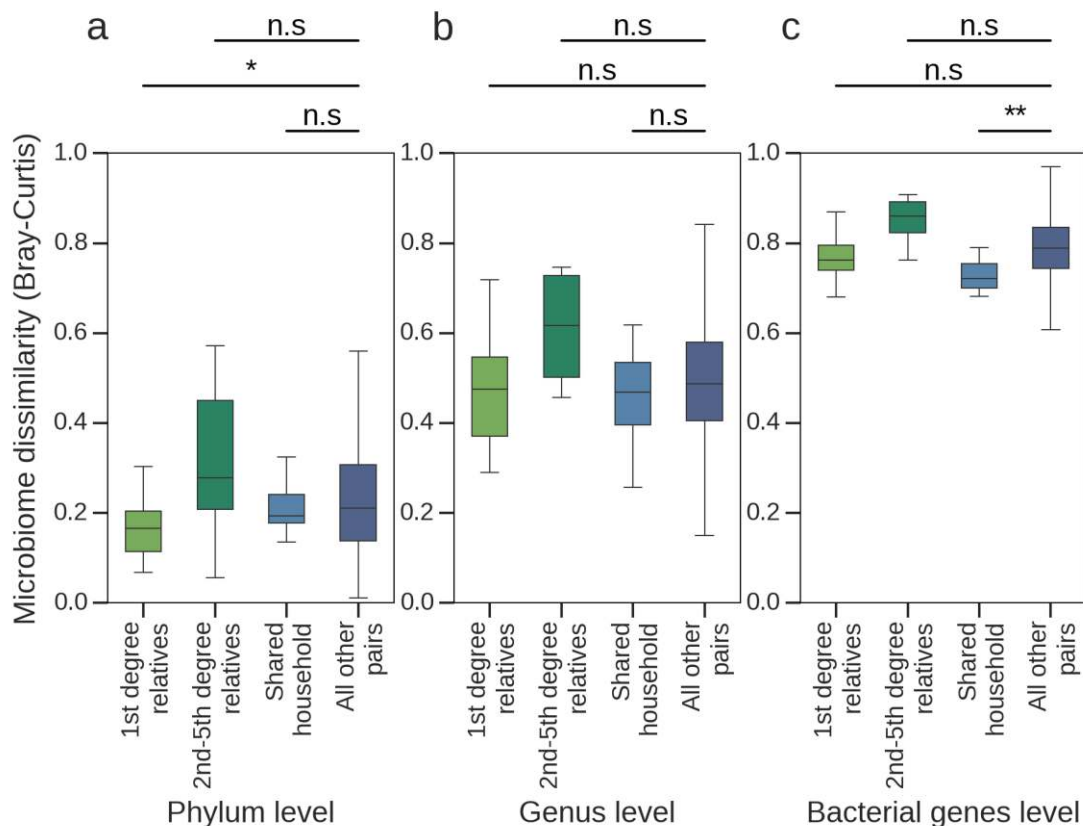 a
n.s
*
n.s
b
n.s
n.s
n.s
c
n.s
n.s
**
Microbiome dissimilarity (Bray-Curtis)
1.0
0.8
0.6
0.4
0.2
0.0
1st degree
relatives
2nd-5th degree
relatives
Shared
household
All other
pairs
Phylum level
1.0
0.8
0.6
0.4
0.2
0.0
1st degree
relatives
2nd-5th degree
relatives
Shared
household
All other
pairs
Genus level
1.0
0.8
0.6
0.4
0.2
0.0
1st degree
relatives
2nd-5th degree
relatives
Shared
household
All other
pairs
Bacterial genes level